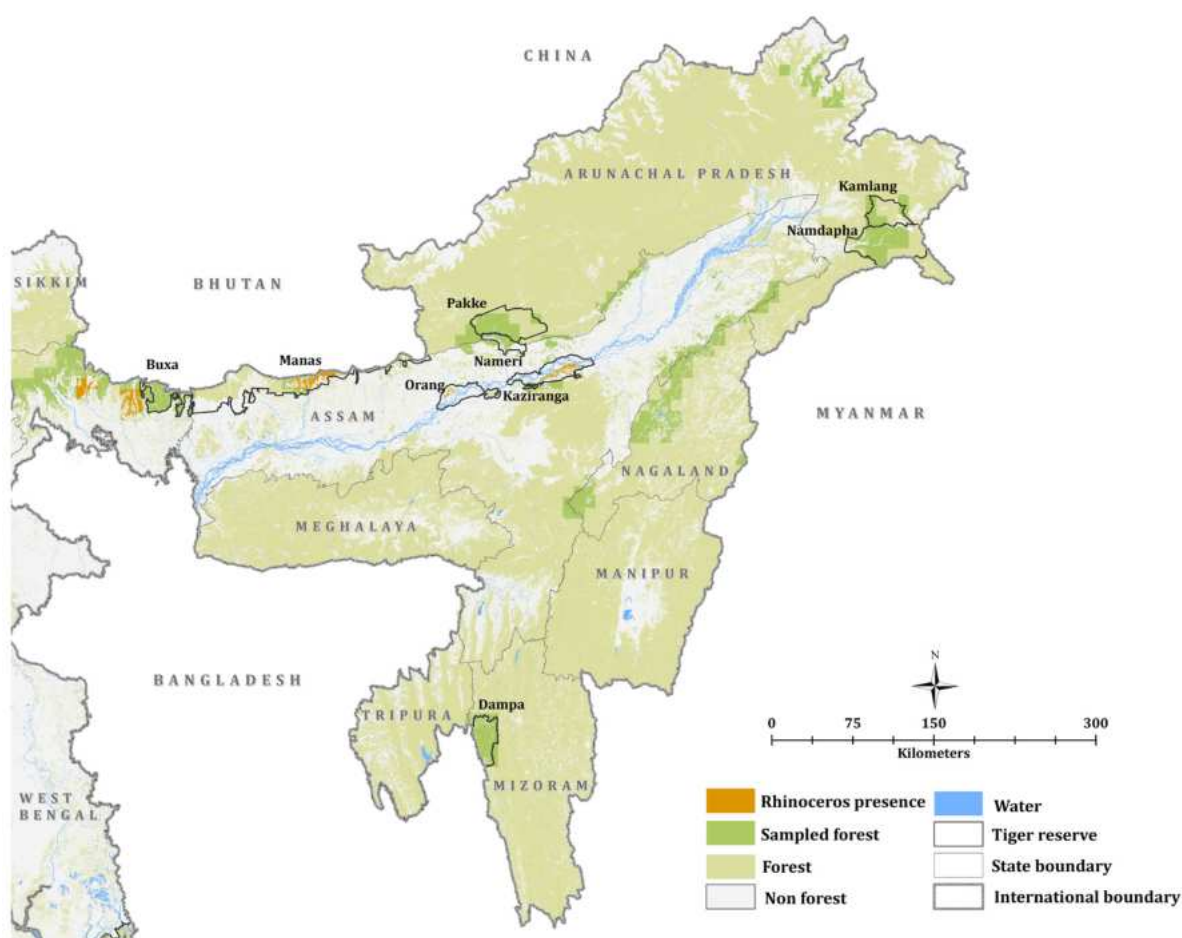 CHINA
ARUNACHAL PRADESH
Kamlang
Namdapha
SIKKIM
BHUTAN
Pakke
Buxa
Manas
Nameri
Orang
Kaziranga
ASSAM
MYANMAR
NAGALAND
MEGHALAYA
MANIPUR
BANGLADESH
N
Dampa
TRIPURA
0 75 150 300
Kilometers
MIZORAM
WEST
BENGAL
Rhinoceros presence
Sampled forest
Forest
Non forest
Water
Tiger reserve
State boundary
International boundary